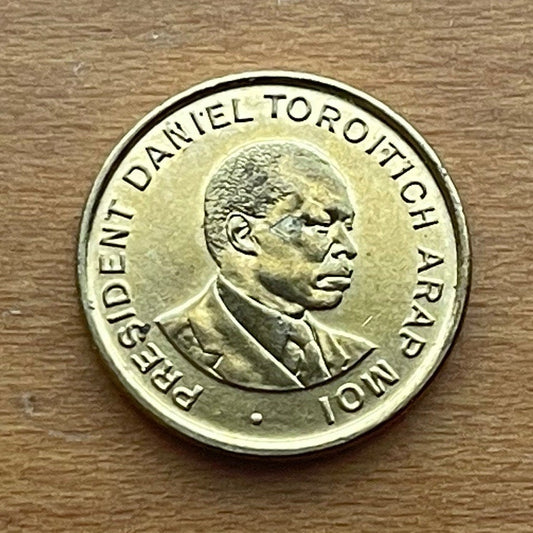 PRESIDENT DANIEL TOROITICH ARAP MOI